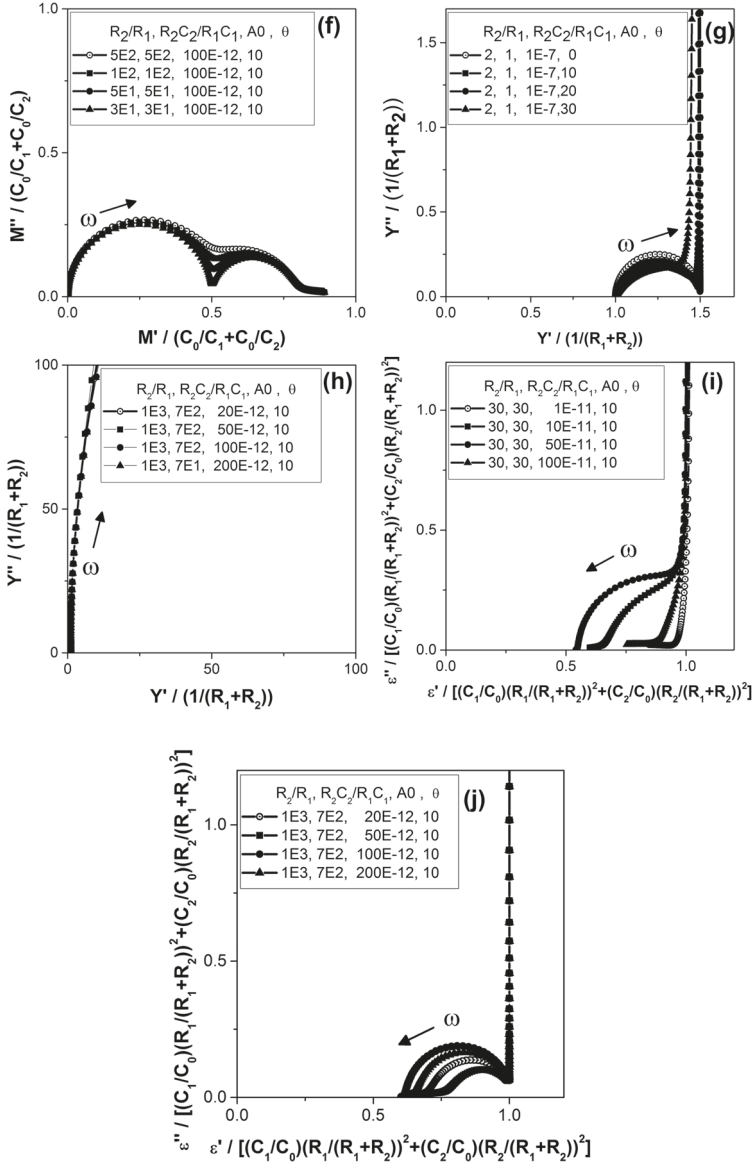 (f)
R₂/R₁, R₂C₂/R₁C₁, A0 , θ
5E2, 5E2, 100E-12, 10
1E2, 1E2, 100E-12, 10
5E1, 5E1, 100E-12, 10
3E1, 3E1, 100E-12, 10
ω
M'' / (C₀/C₁+C₀/C₂)
1.0
0.5
0.0
0.0 0.5 1.0
M' / (C₀/C₁+C₀/C₂)
(g)
R₂/R₁, R₂C₂/R₁C₁, A0 , θ
2, 1, 1E-7, 0
2, 1, 1E-7,10
2, 1, 1E-7,20
2, 1, 1E-7,30
ω
Y'' / (1/(R₁+R₂))
1.5
1.0
0.5
0.0
0.0 0.5 1.0 1.5
Y' / (1/(R₁+R₂))
(h)
R₂/R₁, R₂C₂/R₁C₁, A0 , θ
1E3, 7E2, 20E-12, 10
1E3, 7E2, 50E-12, 10
1E3, 7E2, 100E-12, 10
1E3, 7E1, 200E-12, 10
ω
Y'' / (1/(R₁+R₂))
100
50
0
0 50 100
Y' / (1/(R₁+R₂))
(i)
R₂/R₁, R₂C₂/R₁C₁, A0 , θ
30, 30, 1E-11, 10
30, 30, 10E-11, 10
30, 30, 50E-11, 10
30, 30, 100E-11, 10
ω
ε'' / [(C₁/C₀)(R₁/(R₁+R₂))²+(C₂/C₀)(R₂/(R₁+R₂))²]
1.0
0.5
0.0
0.0 0.5 1.0
ε' / [(C₁/C₀)(R₁/(R₁+R₂))²+(C₂/C₀)(R₂/(R₁+R₂))²]
(j)
R₂/R₁, R₂C₂/R₁C₁, A0 , θ
1E3, 7E2, 20E-12, 10
1E3, 7E2, 50E-12, 10
1E3, 7E2, 100E-12, 10
1E3, 7E2, 200E-12, 10
ω
ε'' / [(C₁/C₀)(R₁/(R₁+R₂))²+(C₂/C₀)(R₂/(R₁+R₂))²]
1.0
0.5
0.0
0.0 0.5 1.0
ε' / [(C₁/C₀)(R₁/(R₁+R₂))²+(C₂/C₀)(R₂/(R₁+R₂))²]